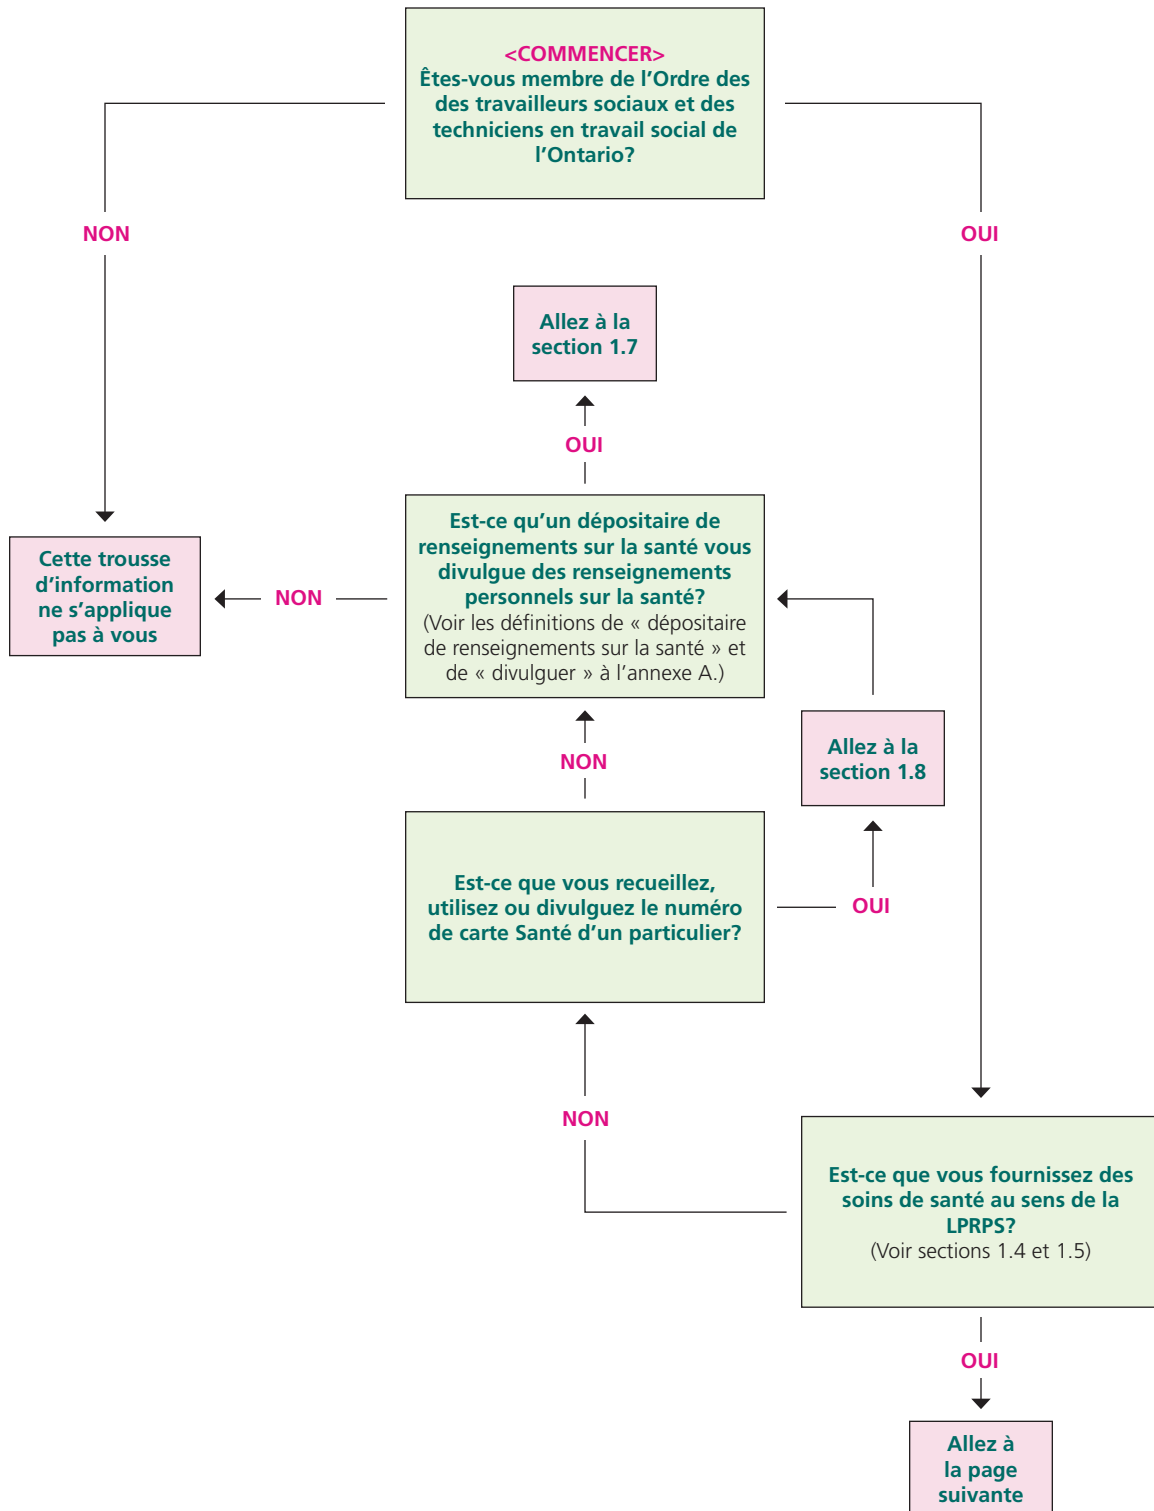 <COMMENCER>
Êtes-vous membre de l’Ordre des
des travailleurs sociaux et des
techniciens en travail social de
l’Ontario?
NON
OUI
Allez à la
section 1.7
OUI
Est-ce qu’un dépositaire de
renseignements sur la santé vous
divulgue des renseignements
personnels sur la santé?
(Voir les définitions de « dépositaire
de renseignements sur la santé » et
de « divulguer » à l’annexe A.)
Cette trousse
d’information
ne s’applique
pas à vous
NON
NON
Allez à la
section 1.8
Est-ce que vous recueillez,
utilisez ou divulguez le numéro
de carte Santé d’un particulier?
OUI
NON
Est-ce que vous fournissez des
soins de santé au sens de la
LPRPS?
(Voir sections 1.4 et 1.5)
OUI
Allez à
la page
suivante